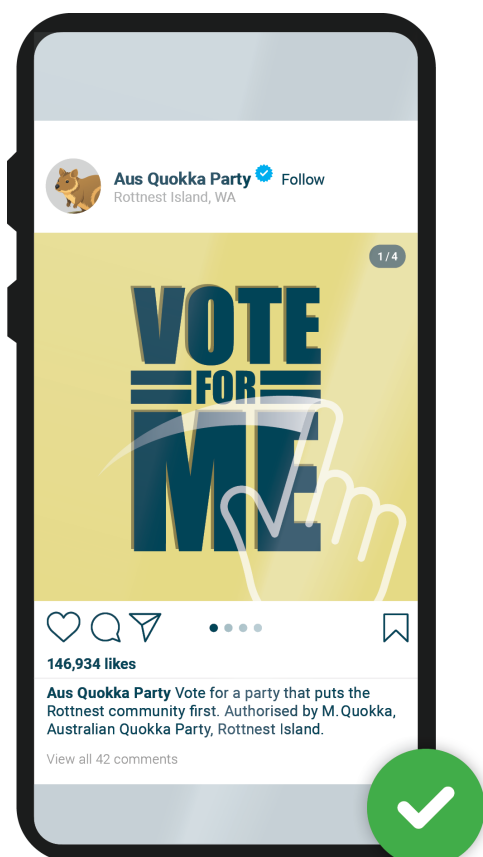 Aus Quokka Party Follow
Rottnest Island, WA
1/4
VOTE
FOR
ME
146,934 likes
Aus Quokka Party Vote for a party that puts the
Rottnest community first. Authorised by M.Quokka,
Australian Quokka Party, Rottnest Island.
View all 42 comments